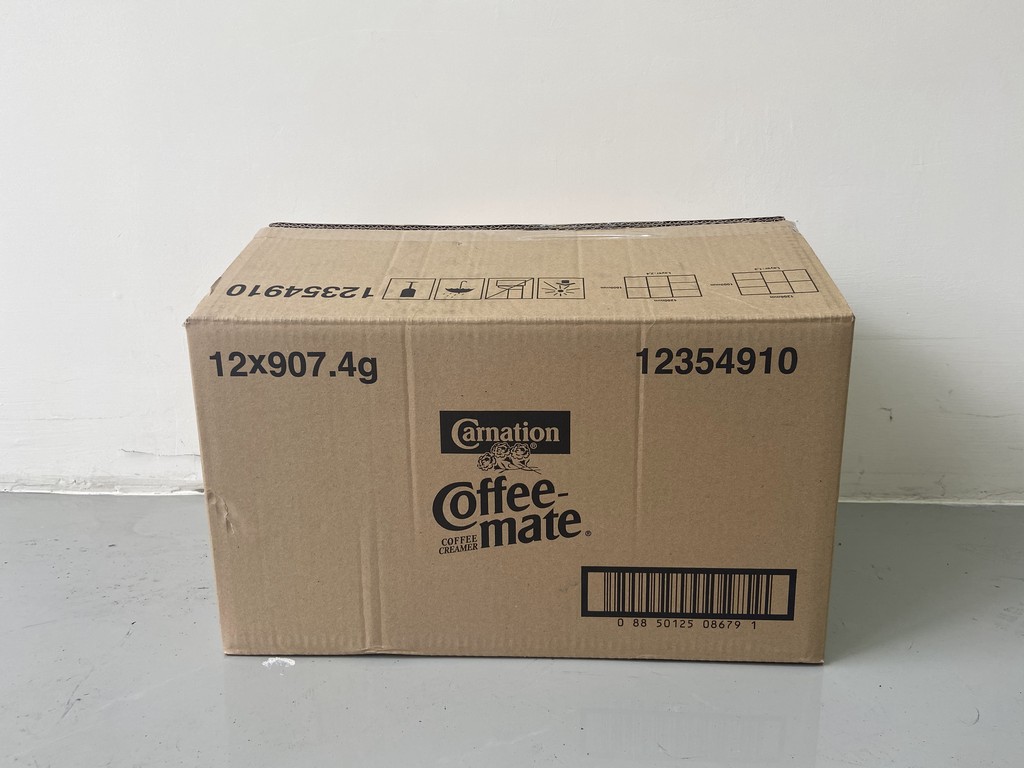 12354910
12x907.4g
12354910
Carnation®
Coffee-
mate®
COFFEE
CREAMER
0 88 50125 08679 1